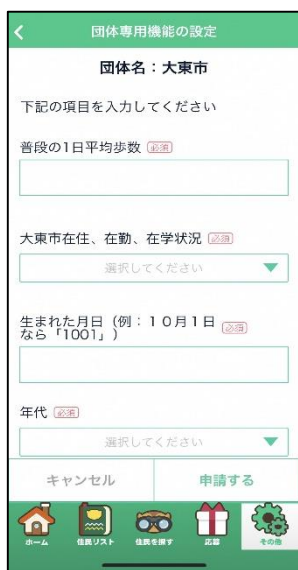 団体専用機能の設定
団体名：大東市
下記の項目を入力してください
普段の1日平均歩数 必須
大東市在住、在勤、在学状況 必須
選択してください
生まれた月日（例：１０月１日
なら「1001」） 必須
年代 必須
選択してください
キャンセル 申請する
ホーム 住民リスト 住民を探す 応募 その他